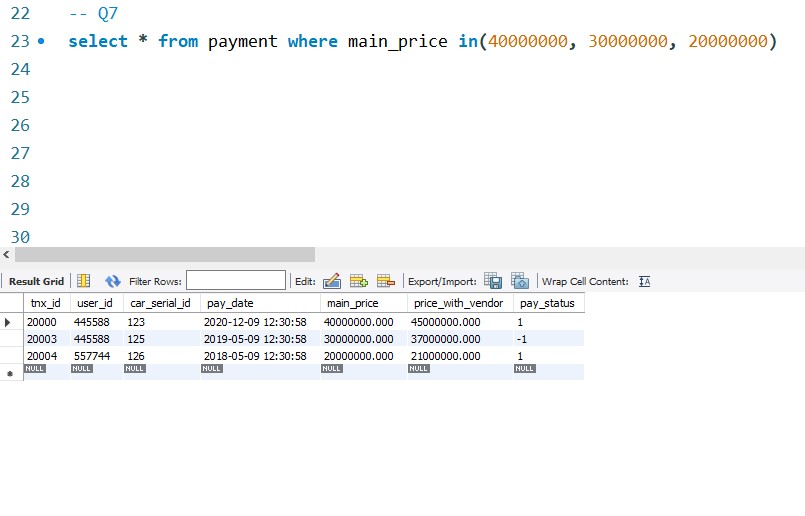 22 -- Q7
23 select * from payment where main_price in(40000000, 30000000, 20000000)
24
25
26
27
28
29
30
Result Grid Filter Rows: Edit: Export/Import: Wrap Cell Content:
tnx_id user_id car_serial_id pay_date main_price price_with_vendor pay_status
20000 445588 123 2020-12-09 12:30:58 40000000.000 45000000.000 1
20003 445588 125 2019-05-09 12:30:58 30000000.000 37000000.000 -1
20004 557744 126 2018-05-09 12:30:58 20000000.000 21000000.000 1
NULL NULL NULL NULL NULL NULL NULL